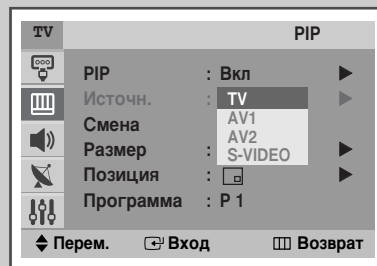 TV PIP
PIP : Вкл
Источн. : TV
AV1
Смена
AV2
Размер : S-VIDEO
Позиция :
Программа : P 1
Перем. Вход Возврат